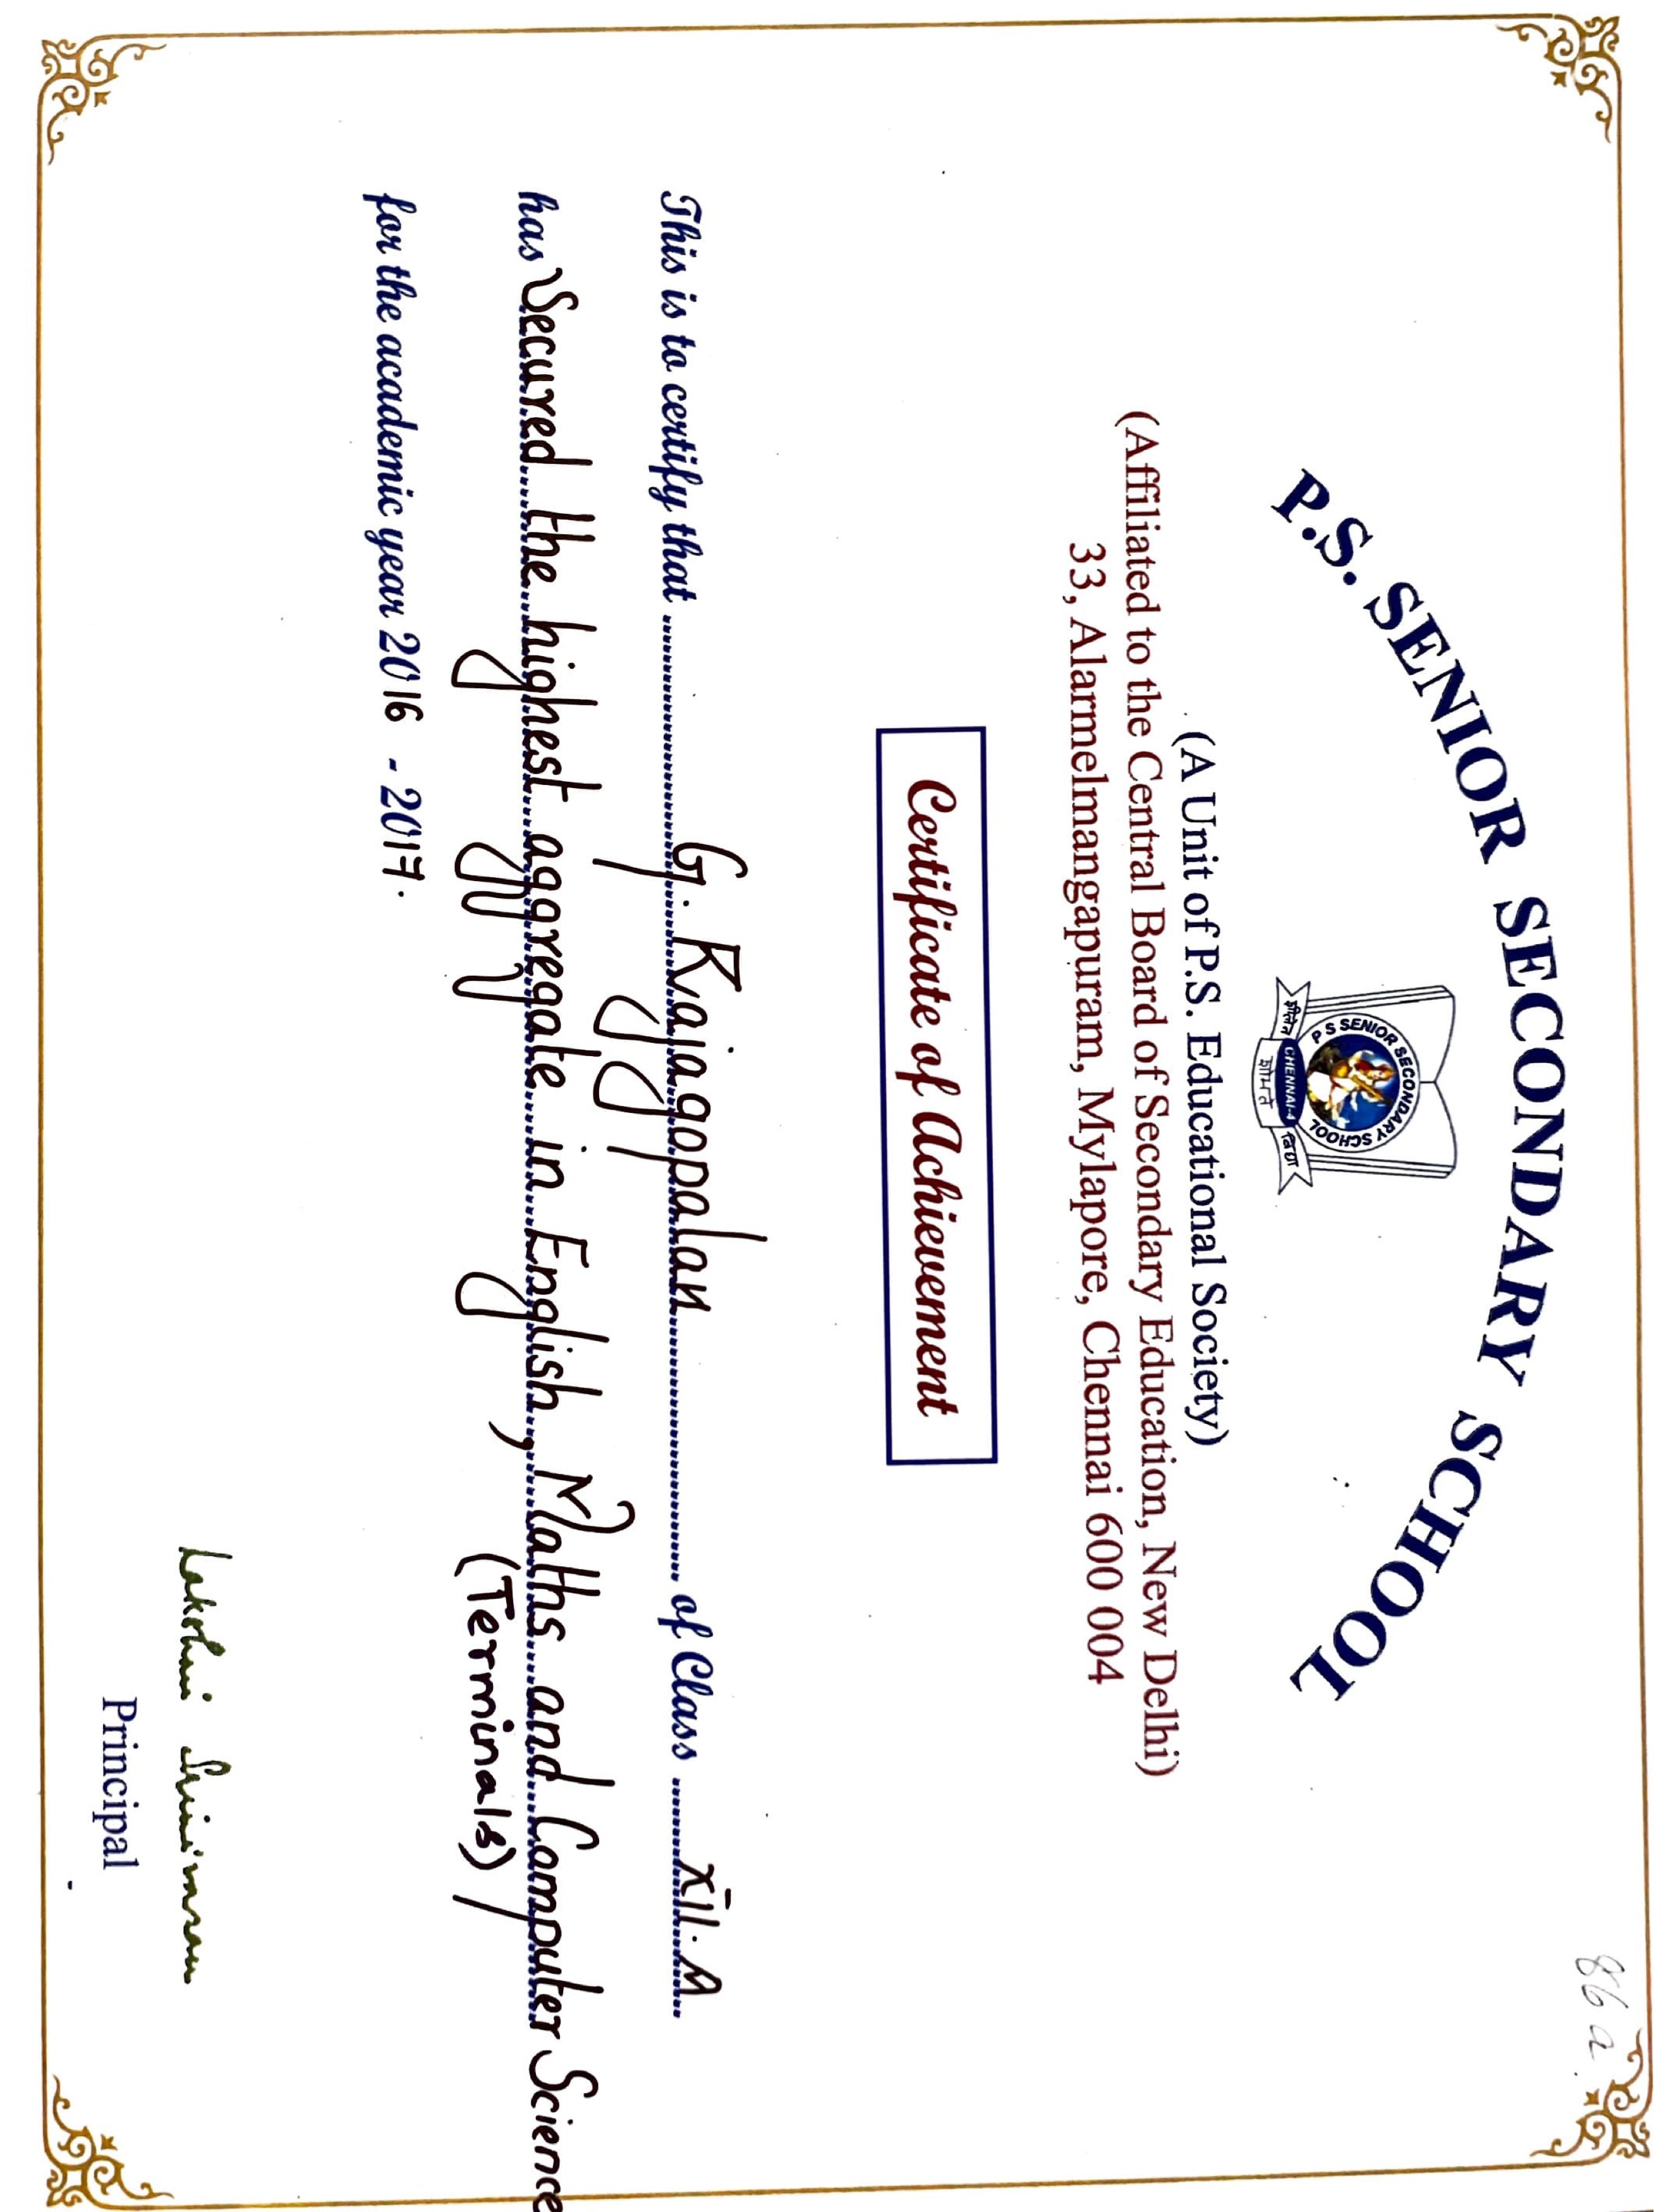 86 a.
P.S. SENIOR SECONDARY SCHOOL
P S SENIOR SECONDARY SCHOOL
CHENNAI-4
शीलेन शोभते विद्या
(A Unit of P.S. Educational Society)
(Affiliated to the Central Board of Secondary Education, New Delhi)
33, Alarmelmangapuram, Mylapore, Chennai 600 004
Certificate of Achievement
This is to certify that G. Rajagopalan of Class XII. A
has Secured the highest aggregate in English, Maths and Computer Science
(Terminals)
for the academic year 2016 - 2017.
Lakshmi Srinivasan
Principal